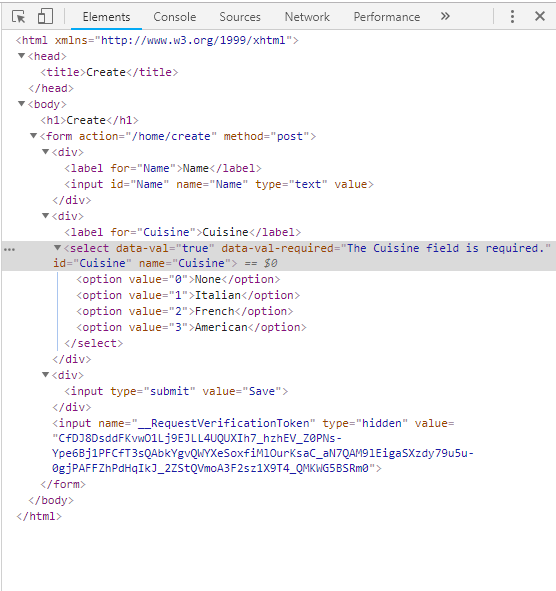 Elements Console Sources Network Performance »
<html xmlns="http://www.w3.org/1999/xhtml">
▼<head>
<title>Create</title>
</head>
▼<body>
<h1>Create</h1>
▼<form action="/home/create" method="post">
▼<div>
<label for="Name">Name</label>
<input id="Name" name="Name" type="text" value>
</div>
▼<div>
<label for="Cuisine">Cuisine</label>
… ▼<select data-val="true" data-val-required="The Cuisine field is required."
id="Cuisine" name="Cuisine"> == $0
<option value="0">None</option>
<option value="1">Italian</option>
<option value="2">French</option>
<option value="3">American</option>
</select>
</div>
▼<div>
<input type="submit" value="Save">
</div>
<input name="__RequestVerificationToken" type="hidden" value=
"CfDJ8DsddFKvwO1Lj9EJLL4UQUXIh7_hzhEV_Z0PNs-
Ype6Bj1PFCfT3sQAbkYgvQWYXeSoxfiMlOurKsaC_aN7QAM9lEigaSXzdy79u5u-
0gjPAFFZhPdHqIkJ_2ZStQVmoA3F2sz1X9T4_QMKWG5BSRm0">
</form>
</body>
</html>